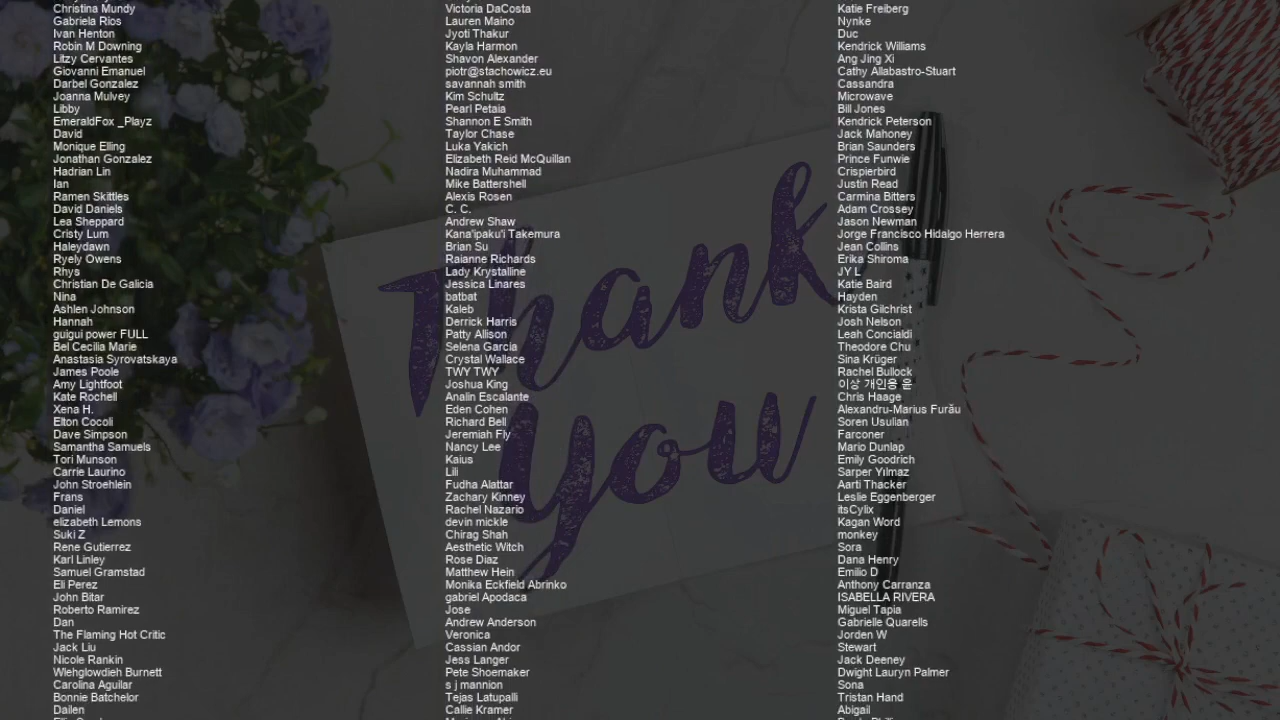 Christina Mundy
Gabriela Rios
Ivan Henton
Robin M Downing
Litzy Cervantes
Giovanni Emanuel
Darbel Gonzalez
Joanna Mulvey
Libby
EmeraldFox _Playz
David
Monique Elling
Jonathan Gonzalez
Hadrian Lin
Ian
Ramen Skittles
David Daniels
Lea Sheppard
Cristy Lum
Haleydawn
Ryely Owens
Rhys
Christian De Galicia
Nina
Ashlen Johnson
Hannah
guigui power FULL
Bel Cecilia Marie
Anastasia Syrovatskaya
James Poole
Amy Lightfoot
Kate Rochell
Xena H.
Elton Cocoli
Dave Simpson
Samantha Samuels
Tori Munson
Carrie Laurino
John Stroehlein
Frans
Daniel
elizabeth Lemons
Suki Z
Rene Gutierrez
Karl Linley
Samuel Gramstad
Eli Perez
John Bitar
Roberto Ramirez
Dan
The Flaming Hot Critic
Jack Liu
Nicole Rankin
Wlehglowdieh Burnett
Carolina Aguilar
Bonnie Batchelor
Dailen
Victoria DaCosta
Lauren Maino
Jyoti Thakur
Kayla Harmon
Shavon Alexander
piotr@stachowicz.eu
savannah smith
Kim Schultz
Pearl Petaia
Shannon E Smith
Taylor Chase
Luka Yakich
Elizabeth Reid McQuillan
Nadira Muhammad
Mike Battershell
Alexis Rosen
C. C.
Andrew Shaw
Kana'ipaku'i Takemura
Brian Su
Raianne Richards
Lady Krystalline
Jessica Linares
batbat
Kaleb
Derrick Harris
Patty Allison
Selena Garcia
Crystal Wallace
TWY TWY
Joshua King
Analin Escalante
Eden Cohen
Richard Bell
Jeremiah Fly
Nancy Lee
Kaius
Lili
Fudha Alattar
Zachary Kinney
Rachel Nazario
devin mickle
Chirag Shah
Aesthetic Witch
Rose Diaz
Matthew Hein
Monika Eckfield Abrinko
gabriel Apodaca
Jose
Andrew Anderson
Veronica
Cassian Andor
Jess Langer
Pete Shoemaker
s j mannion
Tejas Latupalli
Callie Kramer
Katie Freiberg
Nynke
Duc
Kendrick Williams
Ang Jing Xi
Cathy Allabastro-Stuart
Cassandra
Microwave
Bill Jones
Kendrick Peterson
Jack Mahoney
Brian Saunders
Prince Funwie
Crispierbird
Justin Read
Carmina Bitters
Adam Crossey
Jason Newman
Jorge Francisco Hidalgo Herrera
Jean Collins
Erika Shiroma
JY L
Katie Baird
Hayden
Krista Gilchrist
Josh Nelson
Leah Concialdi
Theodore Chu
Sina Krüger
Rachel Bullock
이상 개인용 윤
Chris Haage
Alexandru-Marius Furău
Soren Usulian
Farconer
Mario Dunlap
Emily Goodrich
Sarper Yılmaz
Aarti Thacker
Leslie Eggenberger
itsCylix
Kagan Word
monkey
Sora
Dana Henry
Emilio D
Anthony Carranza
ISABELLA RIVERA
Miguel Tapia
Gabrielle Quarells
Jorden W
Stewart
Jack Deeney
Dwight Lauryn Palmer
Sona
Tristan Hand
Abigail
Thank
you